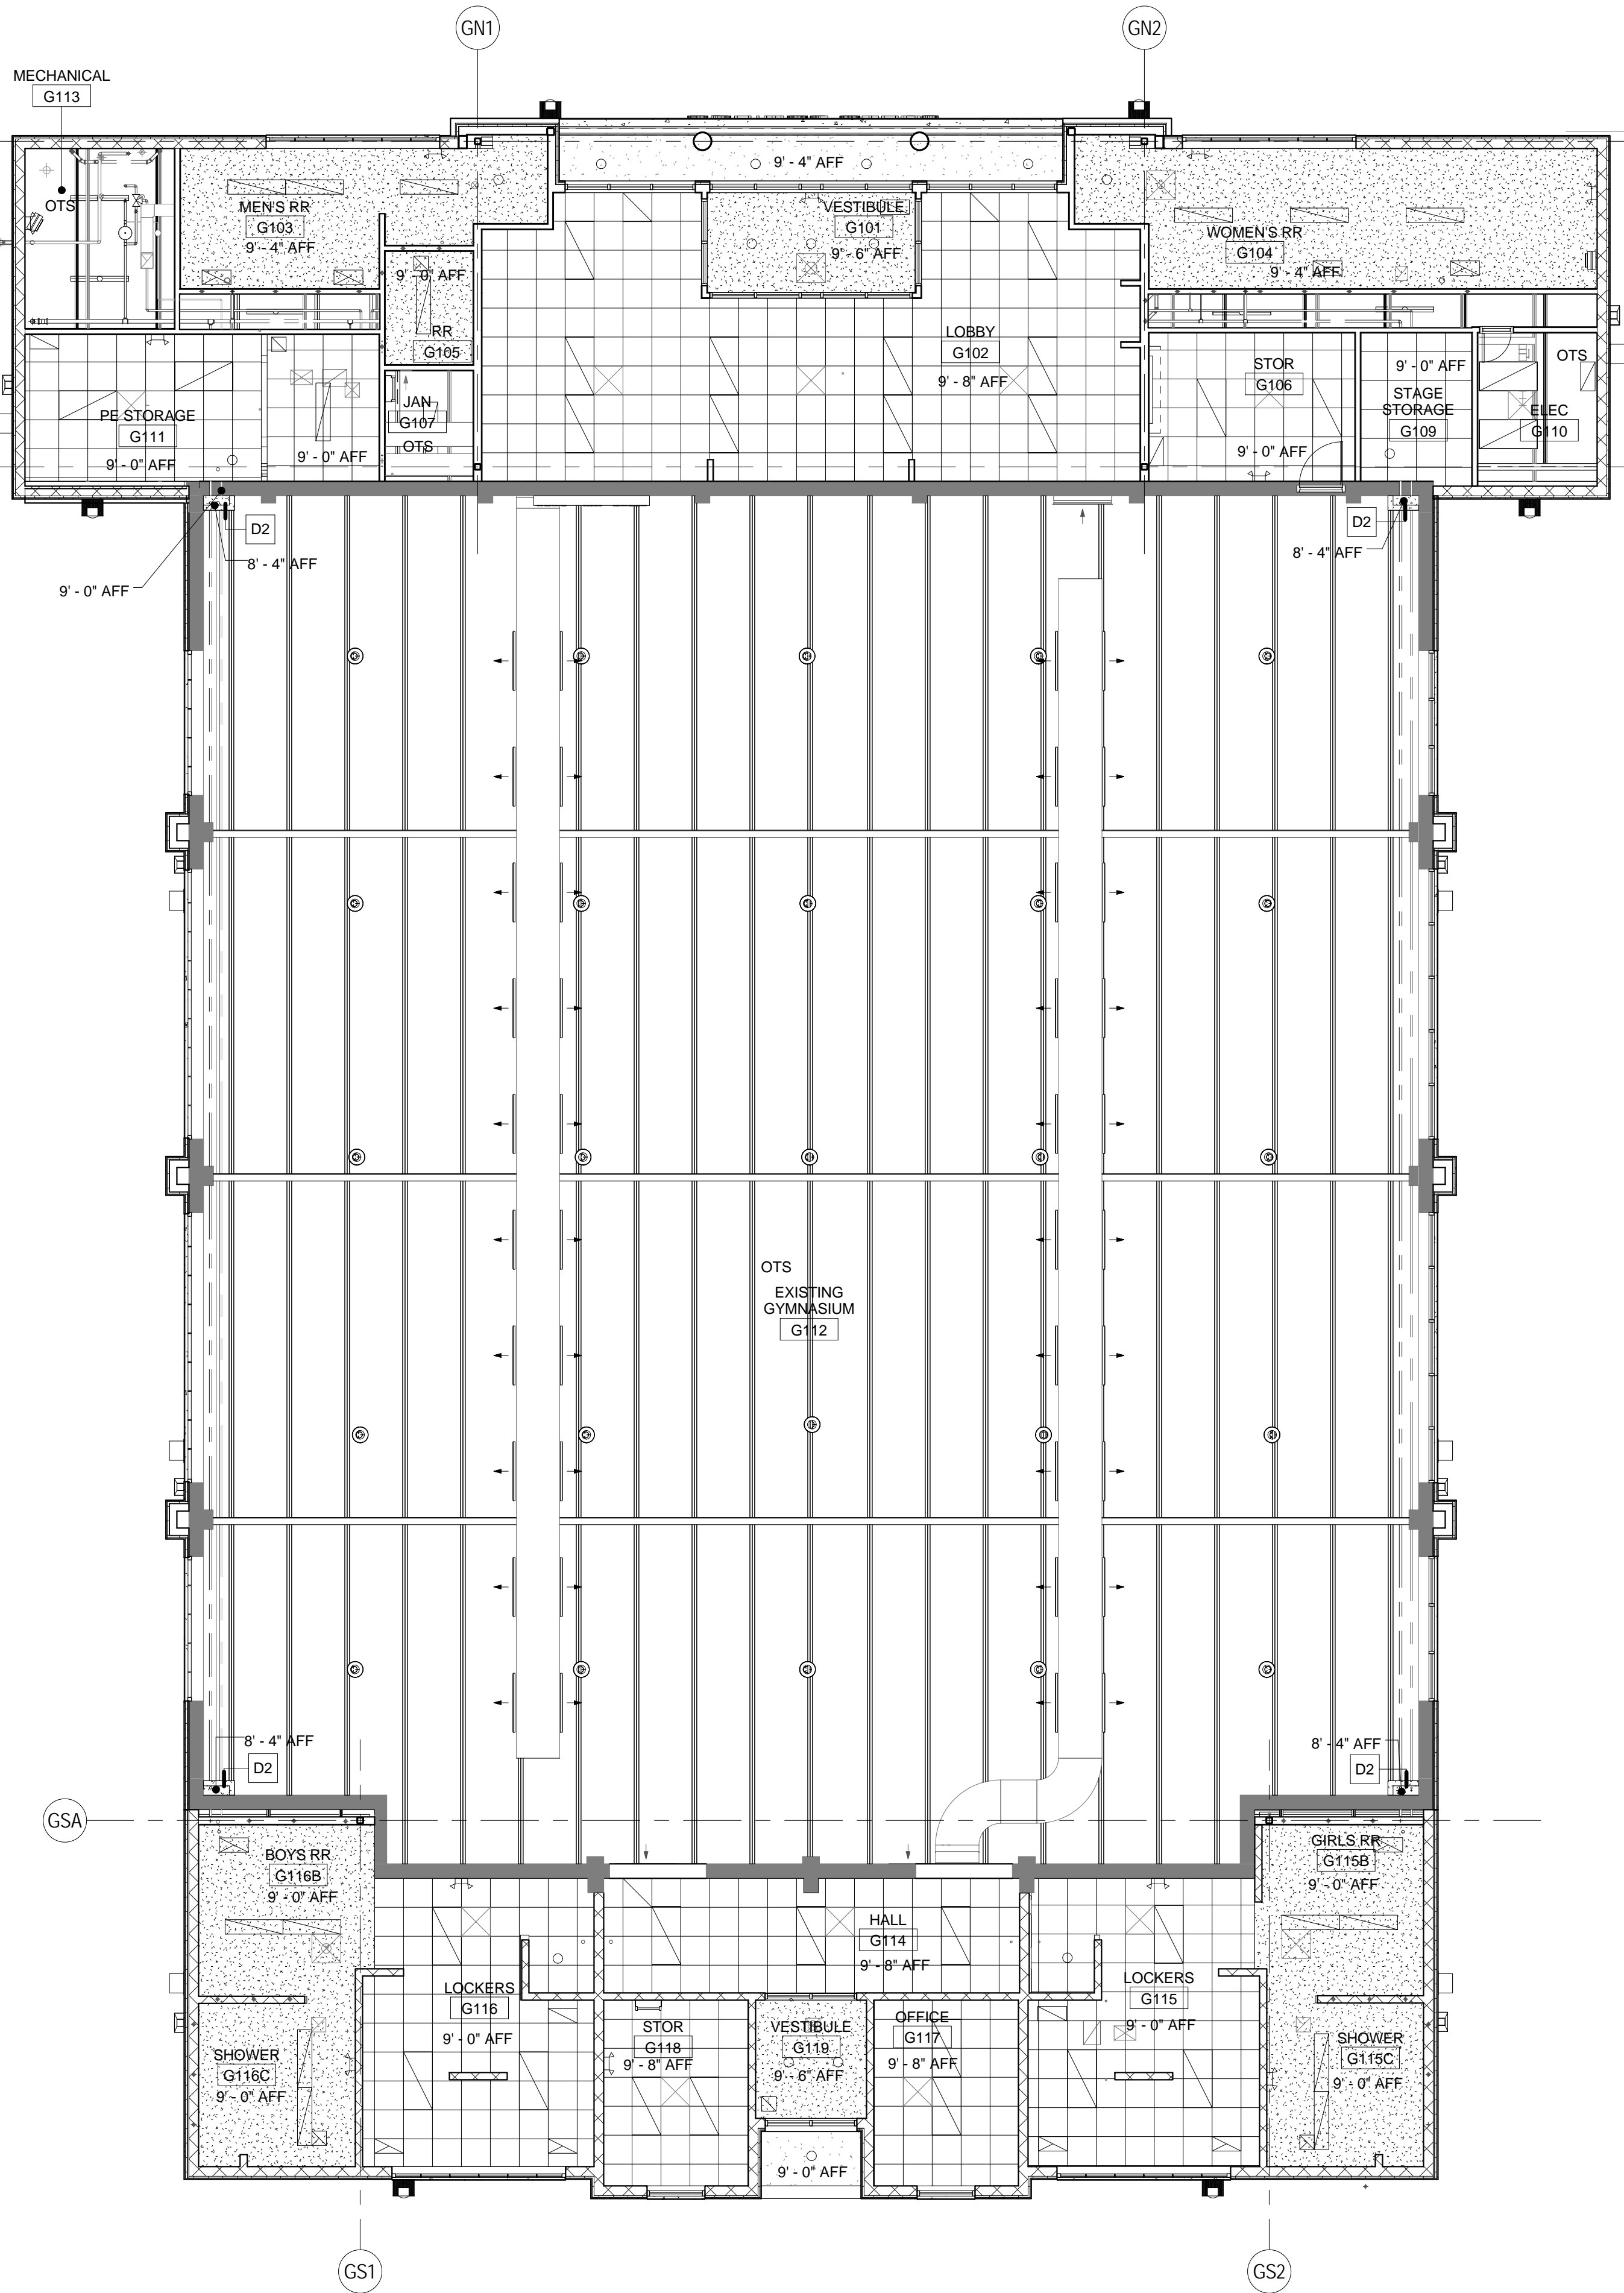 GN1
GN2
MECHANICAL
G113
OTS
MEN'S RR
G103
9' - 4" AFF
9' - 0" AFF
RR
G105
9' - 4" AFF
VESTIBULE
G101
9' - 6" AFF
LOBBY
G102
9' - 8" AFF
WOMEN'S RR
G104
9' - 4" AFF
PE STORAGE
G111
9' - 0" AFF
9' - 0" AFF
JAN
G107
OTS
STOR
G106
9' - 0" AFF
9' - 0" AFF
STAGE
STORAGE
G109
OTS
ELEC
G110
D2
8' - 4" AFF
9' - 0" AFF
D2
8' - 4" AFF
OTS
EXISTING
GYMNASIUM
G112
8' - 4" AFF
D2
8' - 4" AFF
D2
GSA
BOYS RR
G116B
9' - 0" AFF
GIRLS RR
G115B
9' - 0" AFF
HALL
G114
9' - 8" AFF
LOCKERS
G116
9' - 0" AFF
LOCKERS
G115
9' - 0" AFF
SHOWER
G116C
9' - 0" AFF
STOR
G118
9' - 8" AFF
VESTIBULE
G119
9' - 6" AFF
OFFICE
G117
9' - 8" AFF
SHOWER
G115C
9' - 0" AFF
9' - 0" AFF
GS1
GS2